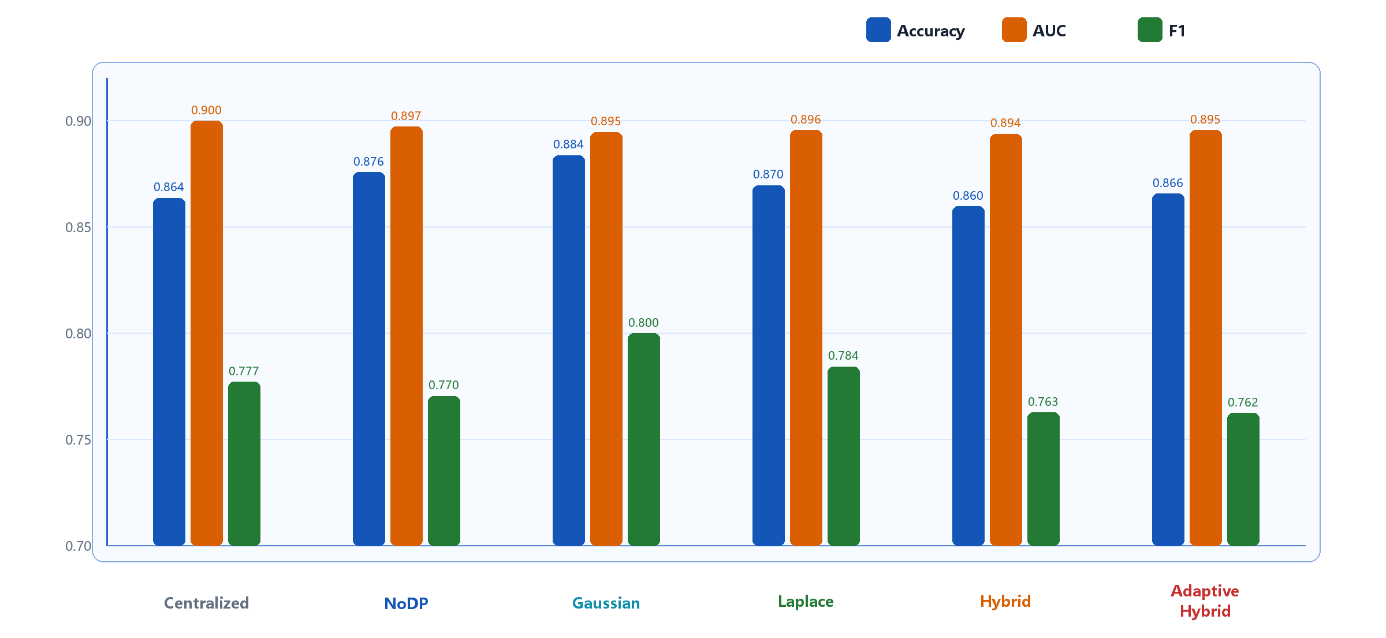 Accuracy AUC F1
0.90
0.85
0.80
0.75
0.70
0.864 0.900 0.777
0.876 0.897 0.770
0.884 0.895 0.800
0.870 0.896 0.784
0.860 0.894 0.763
0.866 0.895 0.762
Centralized
NoDP
Gaussian
Laplace
Hybrid
Adaptive
Hybrid